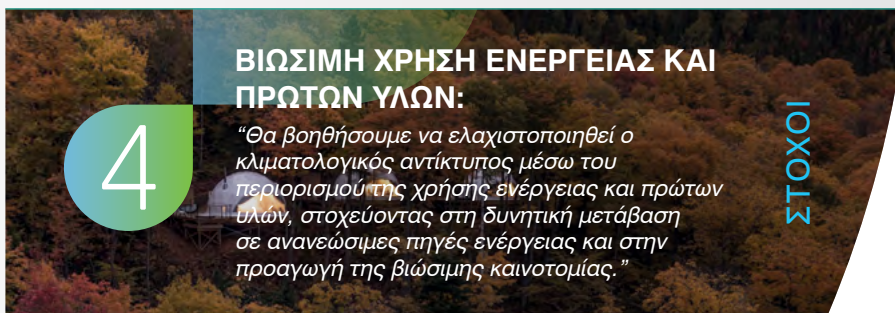 4
ΒΙΩΣΙΜΗ ΧΡΗΣΗ ΕΝΕΡΓΕΙΑΣ ΚΑΙ
ΠΡΩΤΩΝ ΥΛΩΝ:
“Θα βοηθήσουμε να ελαχιστοποιηθεί ο
κλιματολογικός αντίκτυπος μέσω του
περιορισμού της χρήσης ενέργειας και πρώτων
υλών, στοχεύοντας στη δυνητική μετάβαση
σε ανανεώσιμες πηγές ενέργειας και στην
προαγωγή της βιώσιμης καινοτομίας.”
ΣΤΟΧΟΙ